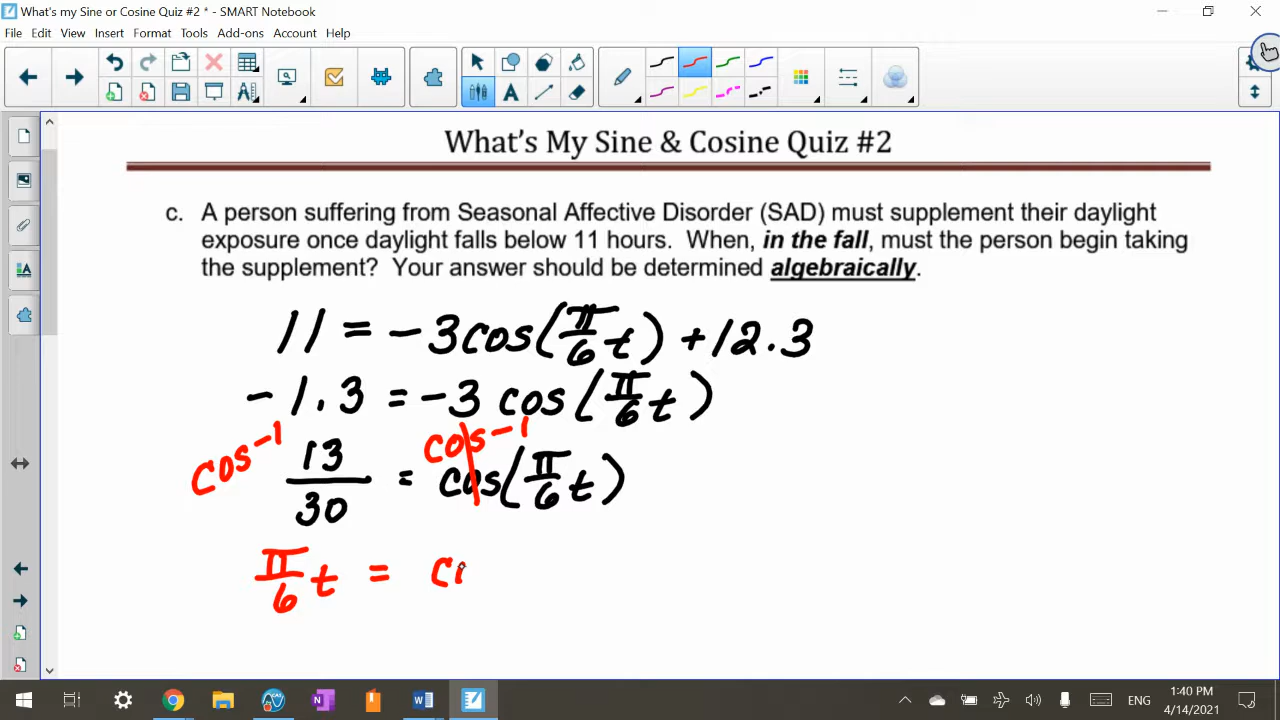 What's my Sine or Cosine Quiz #2 * - SMART Notebook
File Edit View Insert Format Tools Add-ons Account Help
What's My Sine & Cosine Quiz #2
c. A person suffering from Seasonal Affective Disorder (SAD) must supplement their daylight
exposure once daylight falls below 11 hours. When, in the fall, must the person begin taking
the supplement? Your answer should be determined algebraically.
11 = -3cos(π/6 t) + 12.3
-1.3 = -3 cos(π/6 t)
cos⁻¹ 13/30 = cos⁻¹ cos(π/6 t)
π/6 t = co
ENG
1:40 PM
4/14/2021